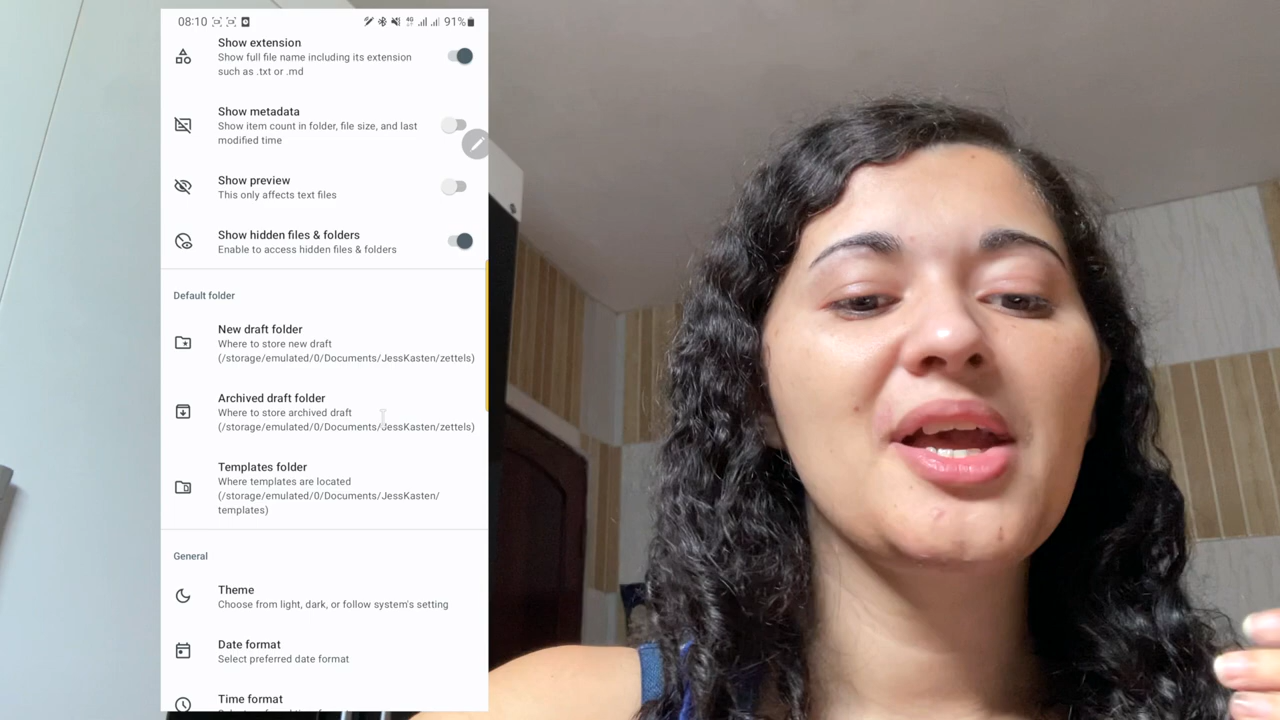 08:10
91%
Show extension
Show full file name including its extension
such as .txt or .md
Show metadata
Show item count in folder, file size, and last
modified time
Show preview
This only affects text files
Show hidden files & folders
Enable to access hidden files & folders
Default folder
New draft folder
Where to store new draft
(/storage/emulated/0/Documents/JessKasten/zettels)
Archived draft folder
Where to store archived draft
(/storage/emulated/0/Documents/JessKasten/zettels)
Templates folder
Where templates are located
(/storage/emulated/0/Documents/JessKasten/
templates)
General
Theme
Choose from light, dark, or follow system's setting
Date format
Select preferred date format
Time format